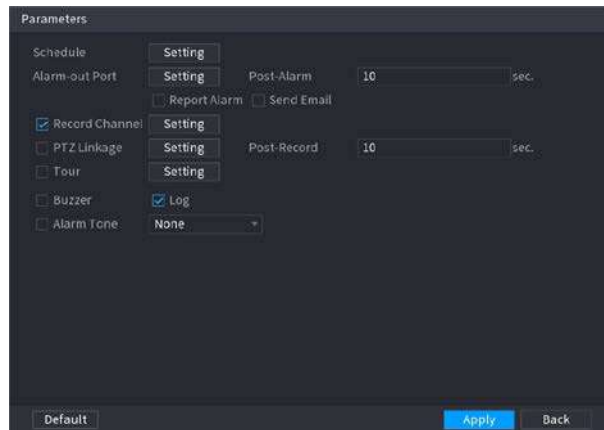 Parameters
Schedule Setting
Alarm-out Port Setting Post-Alarm 10 sec.
Report Alarm Send Email
Record Channel Setting
PTZ Linkage Setting Post-Record 10 sec.
Tour Setting
Buzzer Log
Alarm Tone None
Default Apply Back